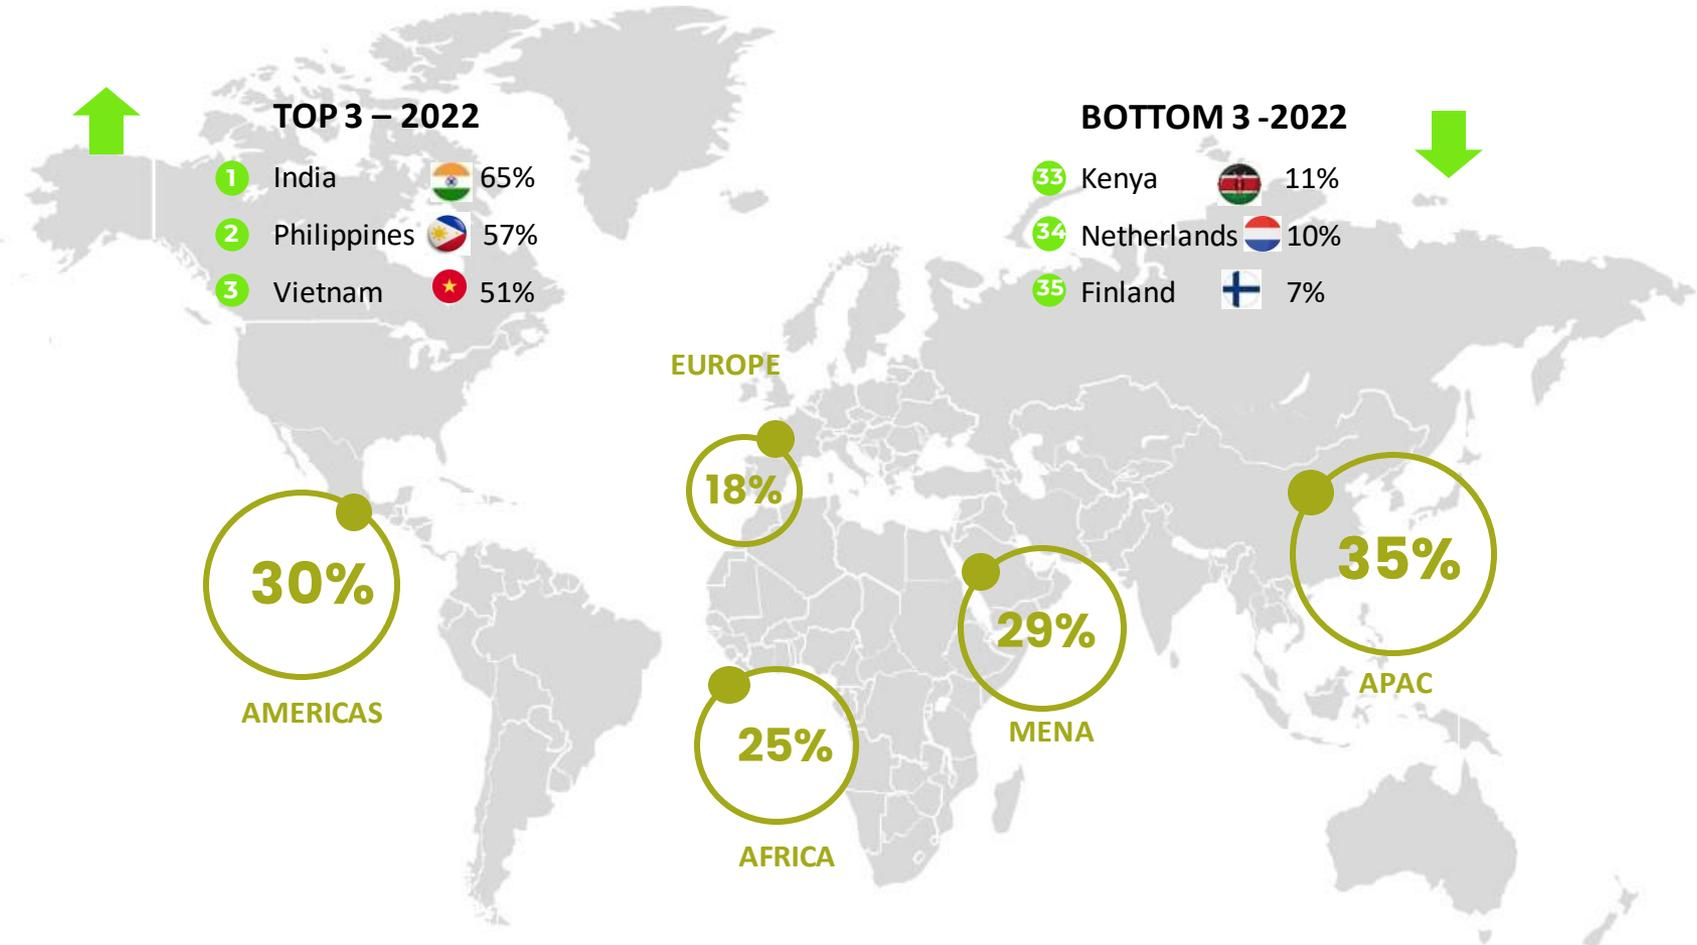 TOP 3 – 2022
1 India 65%
2 Philippines 57%
3 Vietnam 51%
BOTTOM 3 -2022
33 Kenya 11%
34 Netherlands 10%
35 Finland 7%
EUROPE
18%
30%
AMERICAS
35%
APAC
29%
MENA
25%
AFRICA